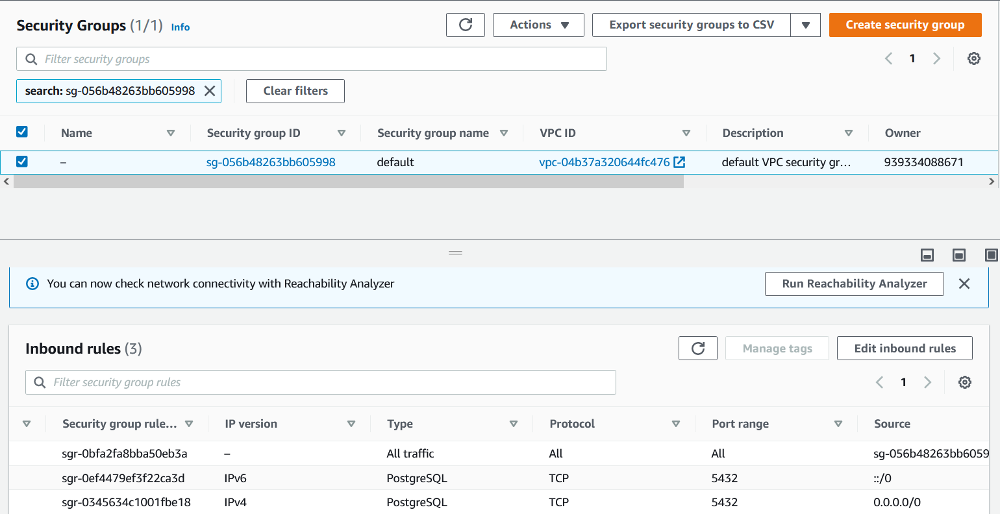 Security Groups (1/1) Info
Actions
Export security groups to CSV
Create security group
Filter security groups
1
search: sg-056b48263bb605998
Clear filters
Name Security group ID Security group name VPC ID Description Owner
– sg-056b48263bb605998 default vpc-04b37a320644fc476 default VPC security gr... 939334088671
You can now check network connectivity with Reachability Analyzer
Run Reachability Analyzer
Inbound rules (3)
Manage tags
Edit inbound rules
Filter security group rules
1
Security group rule... IP version Type Protocol Port range Source
sgr-0bfa2fa8bba50eb3a – All traffic All All sg-056b48263bb6059
sgr-0ef4479ef3f22ca3d IPv6 PostgreSQL TCP 5432 ::/0
sgr-0345634c1001fbe18 IPv4 PostgreSQL TCP 5432 0.0.0.0/0